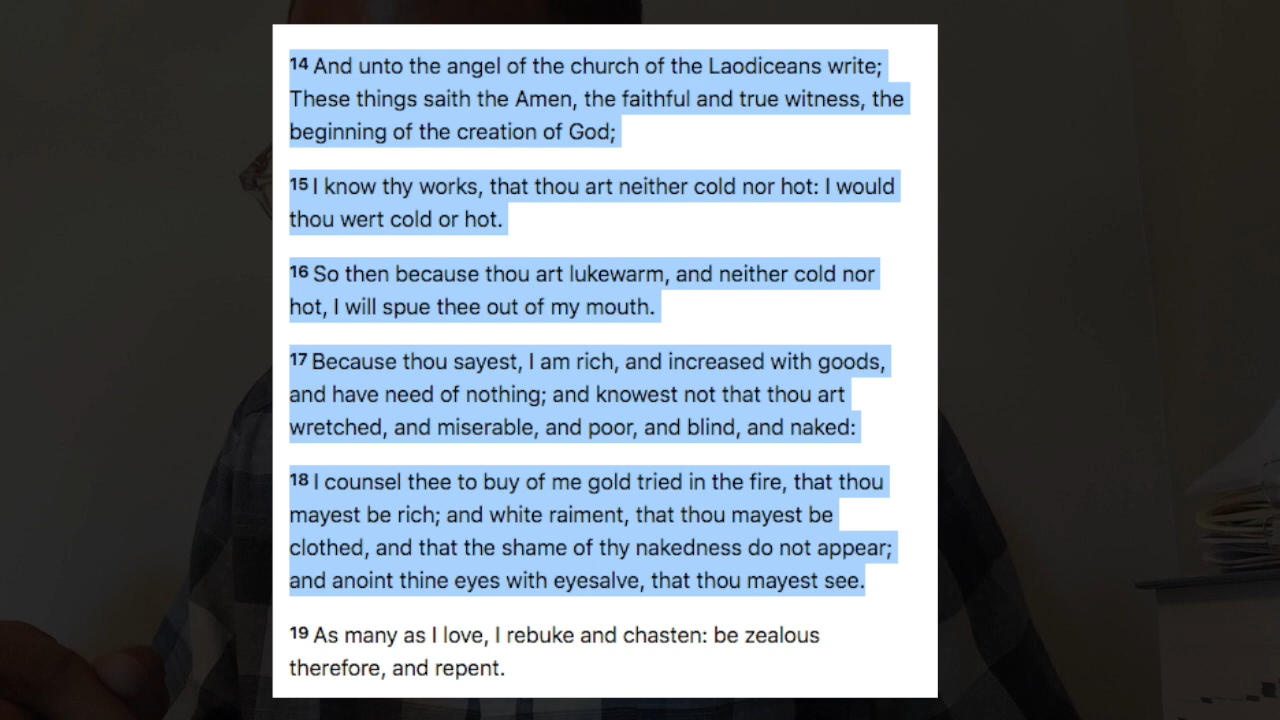 14 And unto the angel of the church of the Laodiceans write;
These things saith the Amen, the faithful and true witness, the
beginning of the creation of God;
15 I know thy works, that thou art neither cold nor hot: I would
thou wert cold or hot.
16 So then because thou art lukewarm, and neither cold nor
hot, I will spue thee out of my mouth.
17 Because thou sayest, I am rich, and increased with goods,
and have need of nothing; and knowest not that thou art
wretched, and miserable, and poor, and blind, and naked:
18 I counsel thee to buy of me gold tried in the fire, that thou
mayest be rich; and white raiment, that thou mayest be
clothed, and that the shame of thy nakedness do not appear;
and anoint thine eyes with eyesalve, that thou mayest see.
19 As many as I love, I rebuke and chasten: be zealous
therefore, and repent.